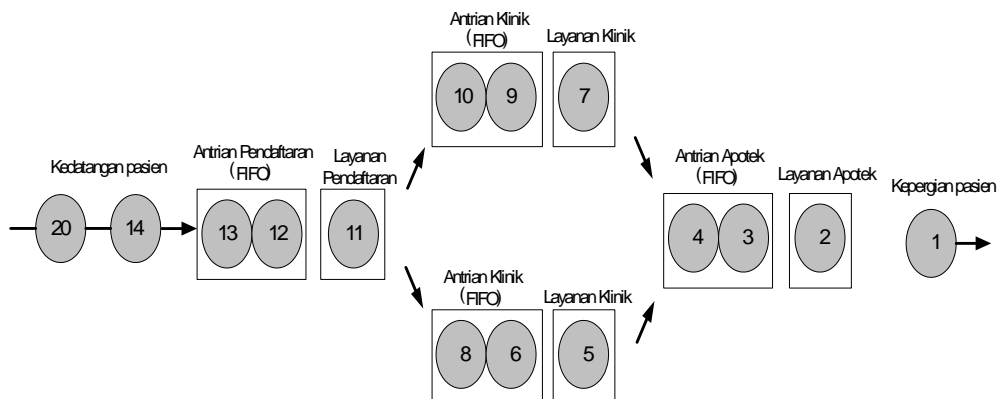 Antrian Klinik
(FIFO)
Layanan Klinik
10
9
7
Kedatangan pasien
Antrian Pendaftaran
(FIFO)
Layanan
Pendaftaran
Antrian Apotek
(FIFO)
Layanan Apotek
Kepergian pasien
20
14
13
12
11
4
3
2
1
Antrian Klinik
(FIFO)
Layanan Klinik
8
6
5